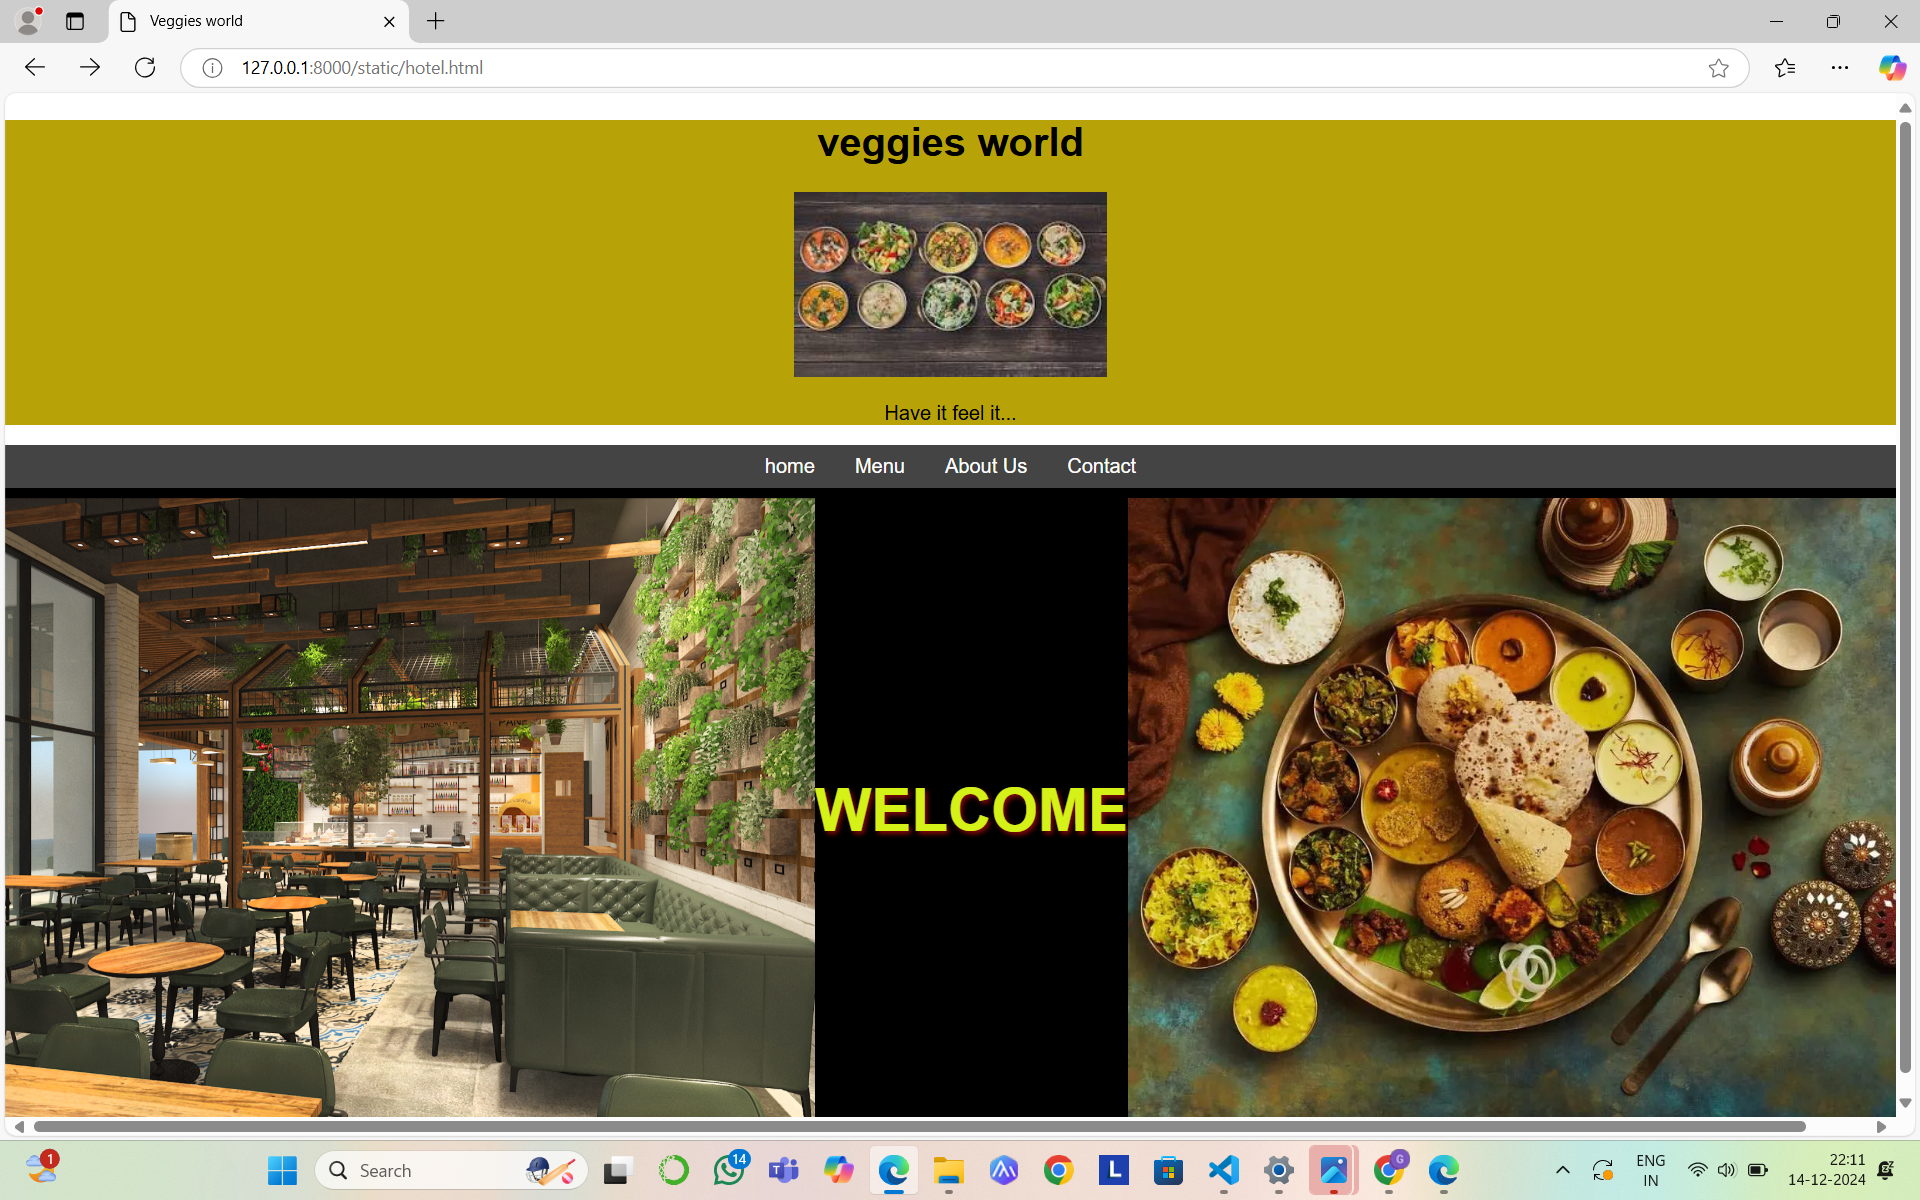 Veggies world
127.0.0.1:8000/static/hotel.html
veggies world
Have it feel it...
home Menu About Us Contact
WELCOME
1
Search
14
G
L
ENG
IN
22:11
14-12-2024